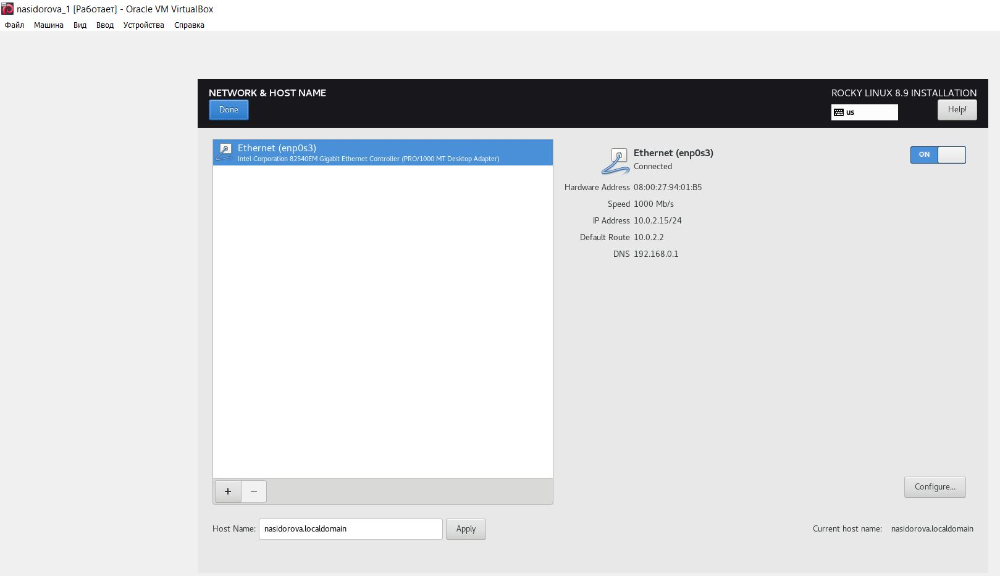 nasidorova_1 [Работает] - Oracle VM VirtualBox
Файл Машина Вид Ввод Устройства Справка
NETWORK & HOST NAME
Done
ROCKY LINUX 8.9 INSTALLATION
us
Help!
Ethernet (enp0s3)
Intel Corporation 82540EM Gigabit Ethernet Controller (PRO/1000 MT Desktop Adapter)
Ethernet (enp0s3)
Connected
ON
Hardware Address 08:00:27:94:01:B5
Speed 1000 Mb/s
IP Address 10.0.2.15/24
Default Route 10.0.2.2
DNS 192.168.0.1
+ −
Configure...
Host Name: nasidorova.localdomain Apply
Current host name: nasidorova.localdomain